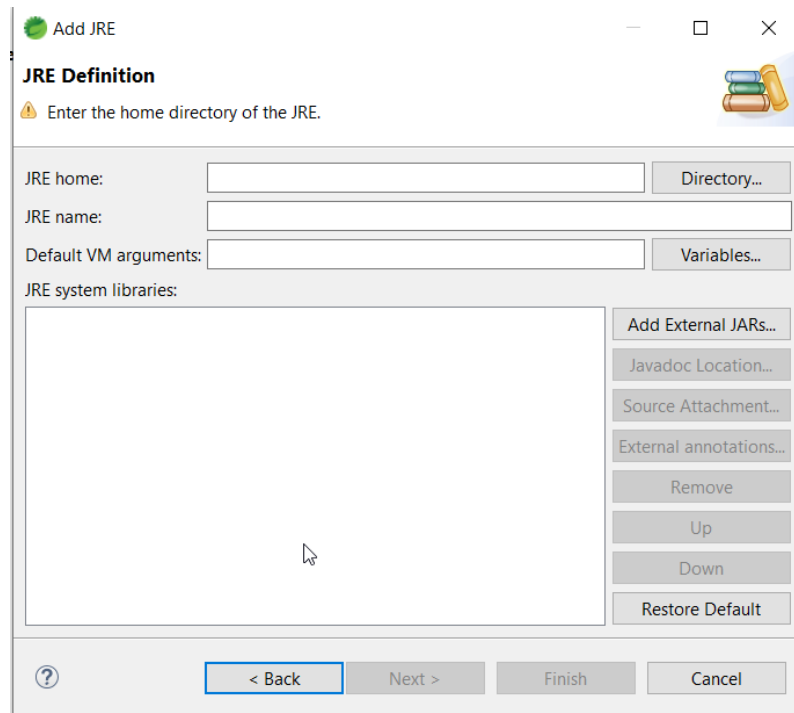 Add JRE
JRE Definition
Enter the home directory of the JRE.
JRE home:
Directory...
JRE name:
Default VM arguments:
Variables...
JRE system libraries:
Add External JARs...
Javadoc Location...
Source Attachment...
External annotations...
Remove
Up
Down
Restore Default
?
< Back
Next >
Finish
Cancel